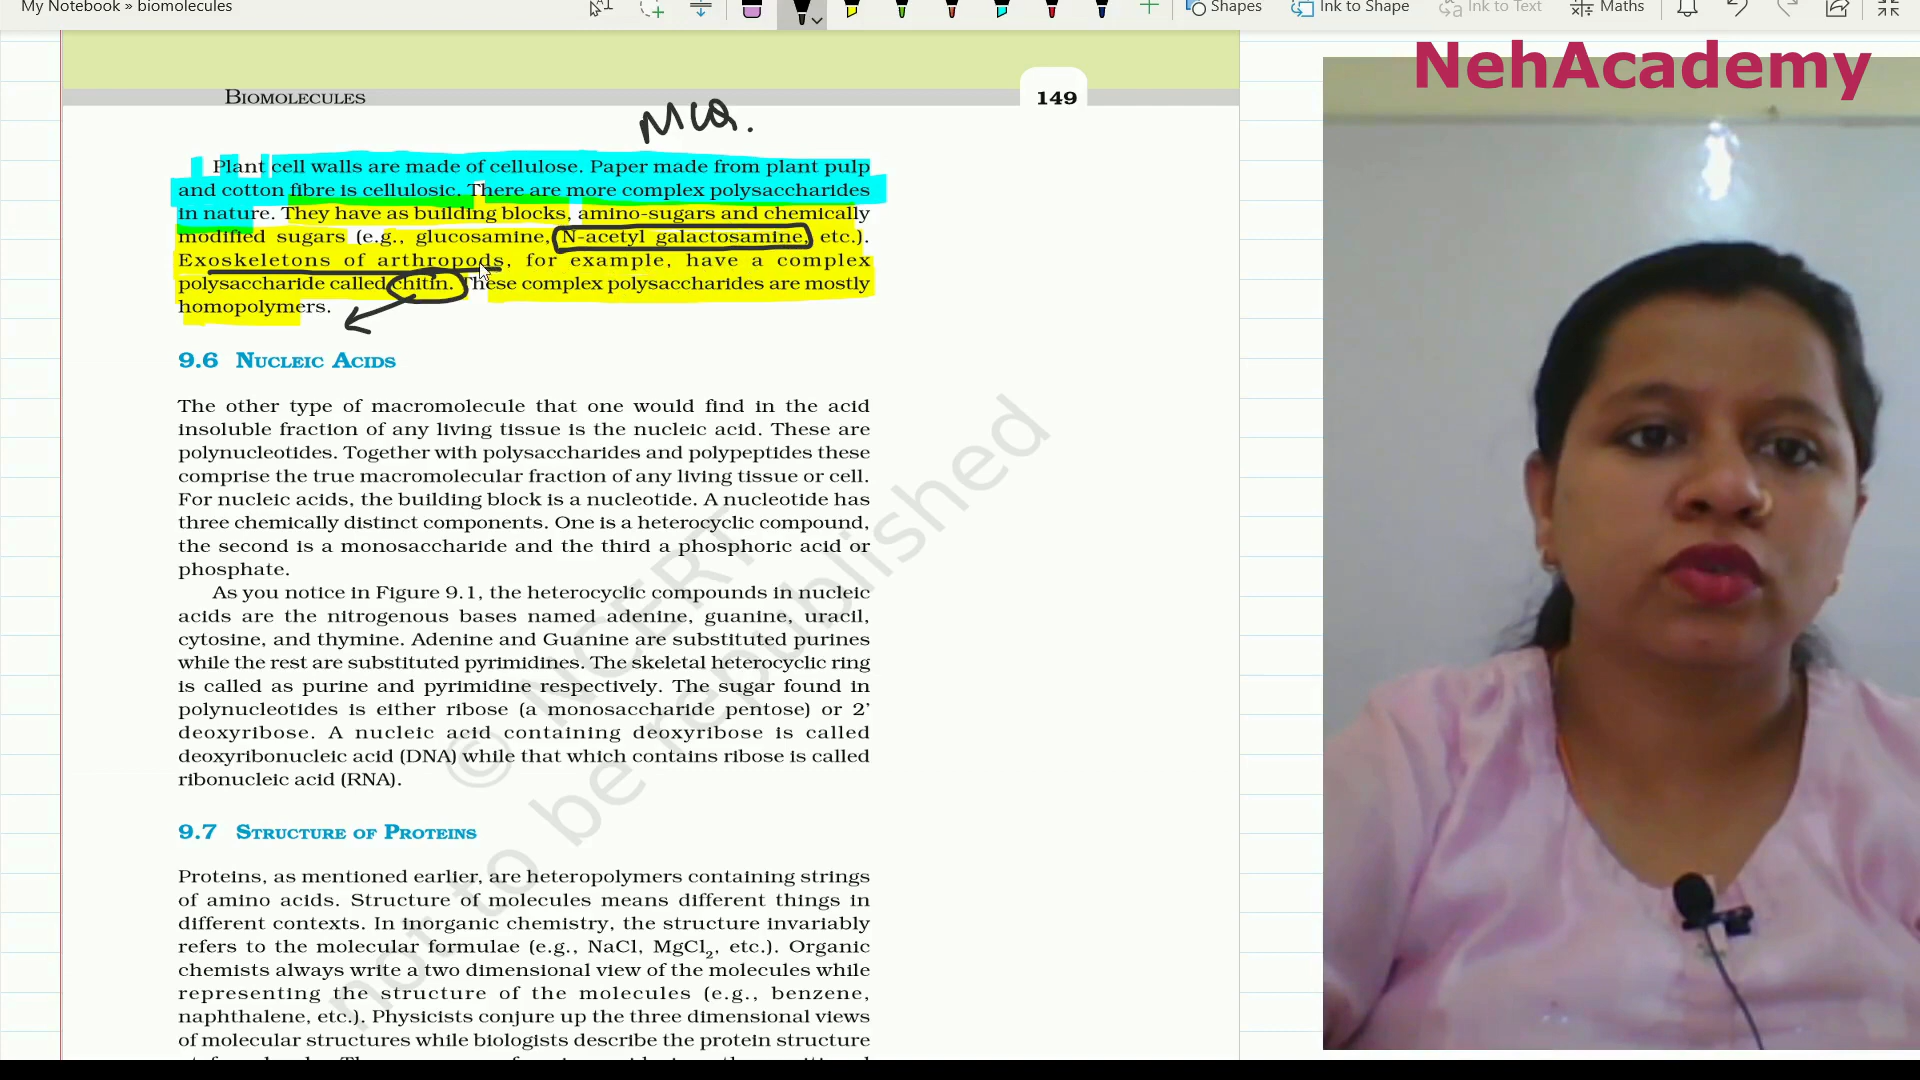 My Notebook » biomolecules
Shapes
Ink to Shape
Ink to Text
Maths
NehAcademy
BIOMOLECULES
149
MCQ.
Plant cell walls are made of cellulose. Paper made from plant pulp
and cotton fibre is cellulosic. There are more complex polysaccharides
in nature. They have as building blocks, amino-sugars and chemically
modified sugars (e.g., glucosamine, N-acetyl galactosamine, etc.).
Exoskeletons of arthropods, for example, have a complex
polysaccharide called chitin. These complex polysaccharides are mostly
homopolymers.
9.6 NUCLEIC ACIDS
The other type of macromolecule that one would find in the acid
insoluble fraction of any living tissue is the nucleic acid. These are
polynucleotides. Together with polysaccharides and polypeptides these
comprise the true macromolecular fraction of any living tissue or cell.
For nucleic acids, the building block is a nucleotide. A nucleotide has
three chemically distinct components. One is a heterocyclic compound,
the second is a monosaccharide and the third a phosphoric acid or
phosphate.
As you notice in Figure 9.1, the heterocyclic compounds in nucleic
acids are the nitrogenous bases named adenine, guanine, uracil,
cytosine, and thymine. Adenine and Guanine are substituted purines
while the rest are substituted pyrimidines. The skeletal heterocyclic ring
is called as purine and pyrimidine respectively. The sugar found in
polynucleotides is either ribose (a monosaccharide pentose) or 2’
deoxyribose. A nucleic acid containing deoxyribose is called
deoxyribonucleic acid (DNA) while that which contains ribose is called
ribonucleic acid (RNA).
9.7 STRUCTURE OF PROTEINS
Proteins, as mentioned earlier, are heteropolymers containing strings
of amino acids. Structure of molecules means different things in
different contexts. In inorganic chemistry, the structure invariably
refers to the molecular formulae (e.g., NaCl, MgCl₂, etc.). Organic
chemists always write a two dimensional view of the molecules while
representing the structure of the molecules (e.g., benzene,
naphthalene, etc.). Physicists conjure up the three dimensional views
of molecular structures while biologists describe the protein structure
© NCERT
not to be republished